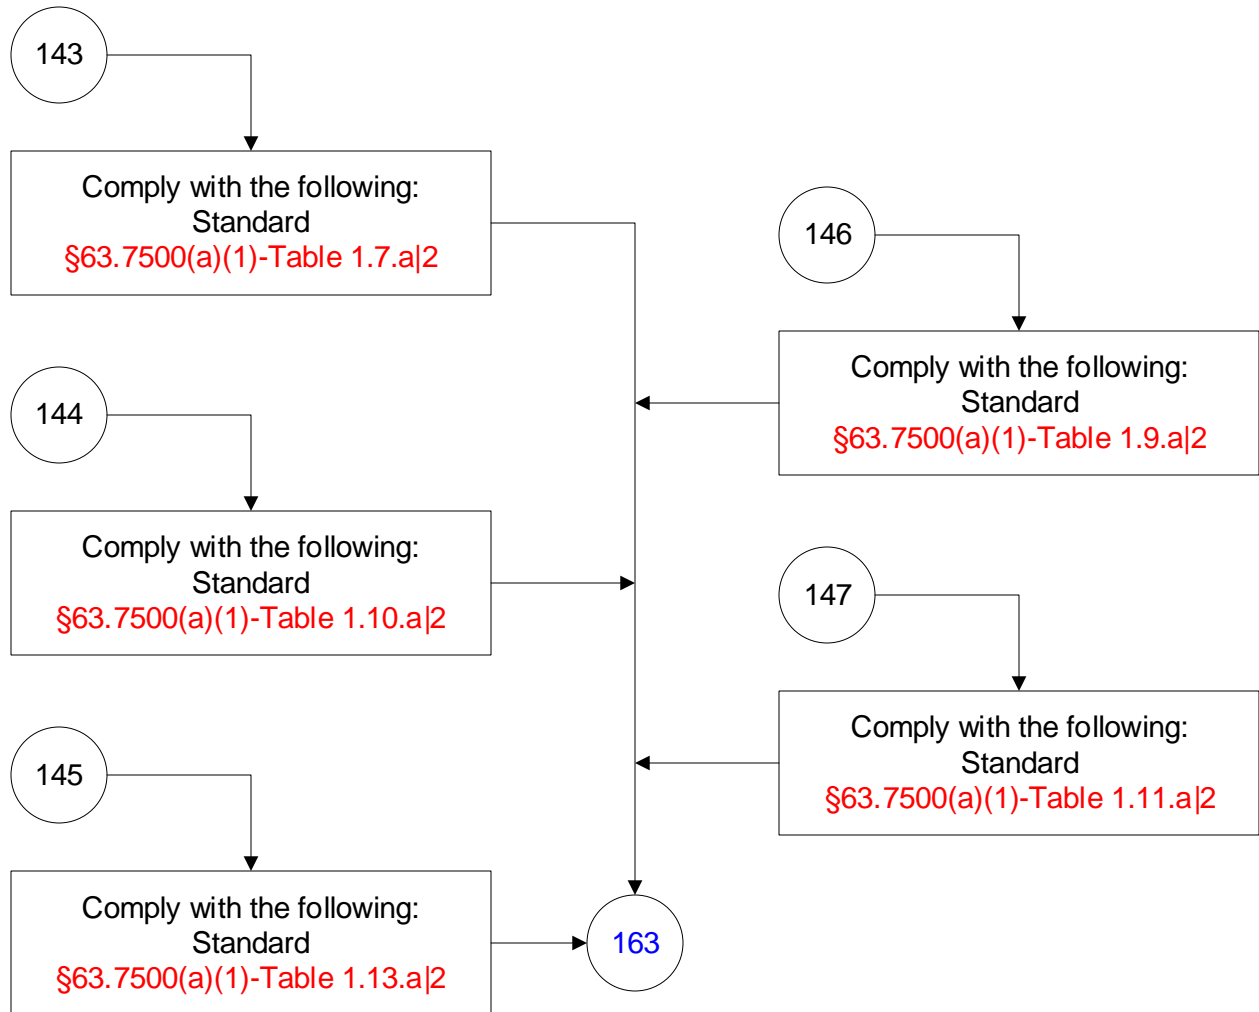 143
Comply with the following:
Standard
§63.7500(a)(1)-Table 1.7.a|2
146
Comply with the following:
Standard
§63.7500(a)(1)-Table 1.9.a|2
144
Comply with the following:
Standard
§63.7500(a)(1)-Table 1.10.a|2
147
Comply with the following:
Standard
§63.7500(a)(1)-Table 1.11.a|2
145
Comply with the following:
Standard
§63.7500(a)(1)-Table 1.13.a|2
163